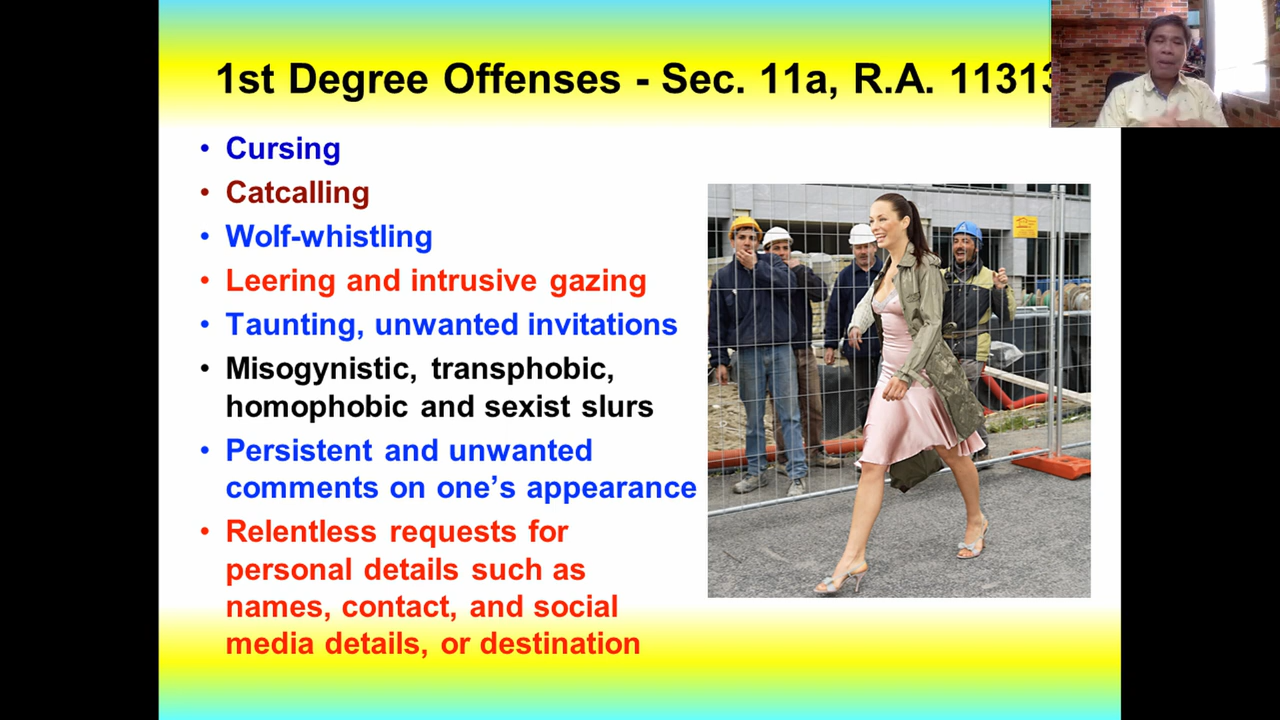 1st Degree Offenses - Sec. 11a, R.A. 11313
• Cursing
• Catcalling
• Wolf-whistling
• Leering and intrusive gazing
• Taunting, unwanted invitations
• Misogynistic, transphobic,
homophobic and sexist slurs
• Persistent and unwanted
comments on one’s appearance
• Relentless requests for
personal details such as
names, contact, and social
media details, or destination